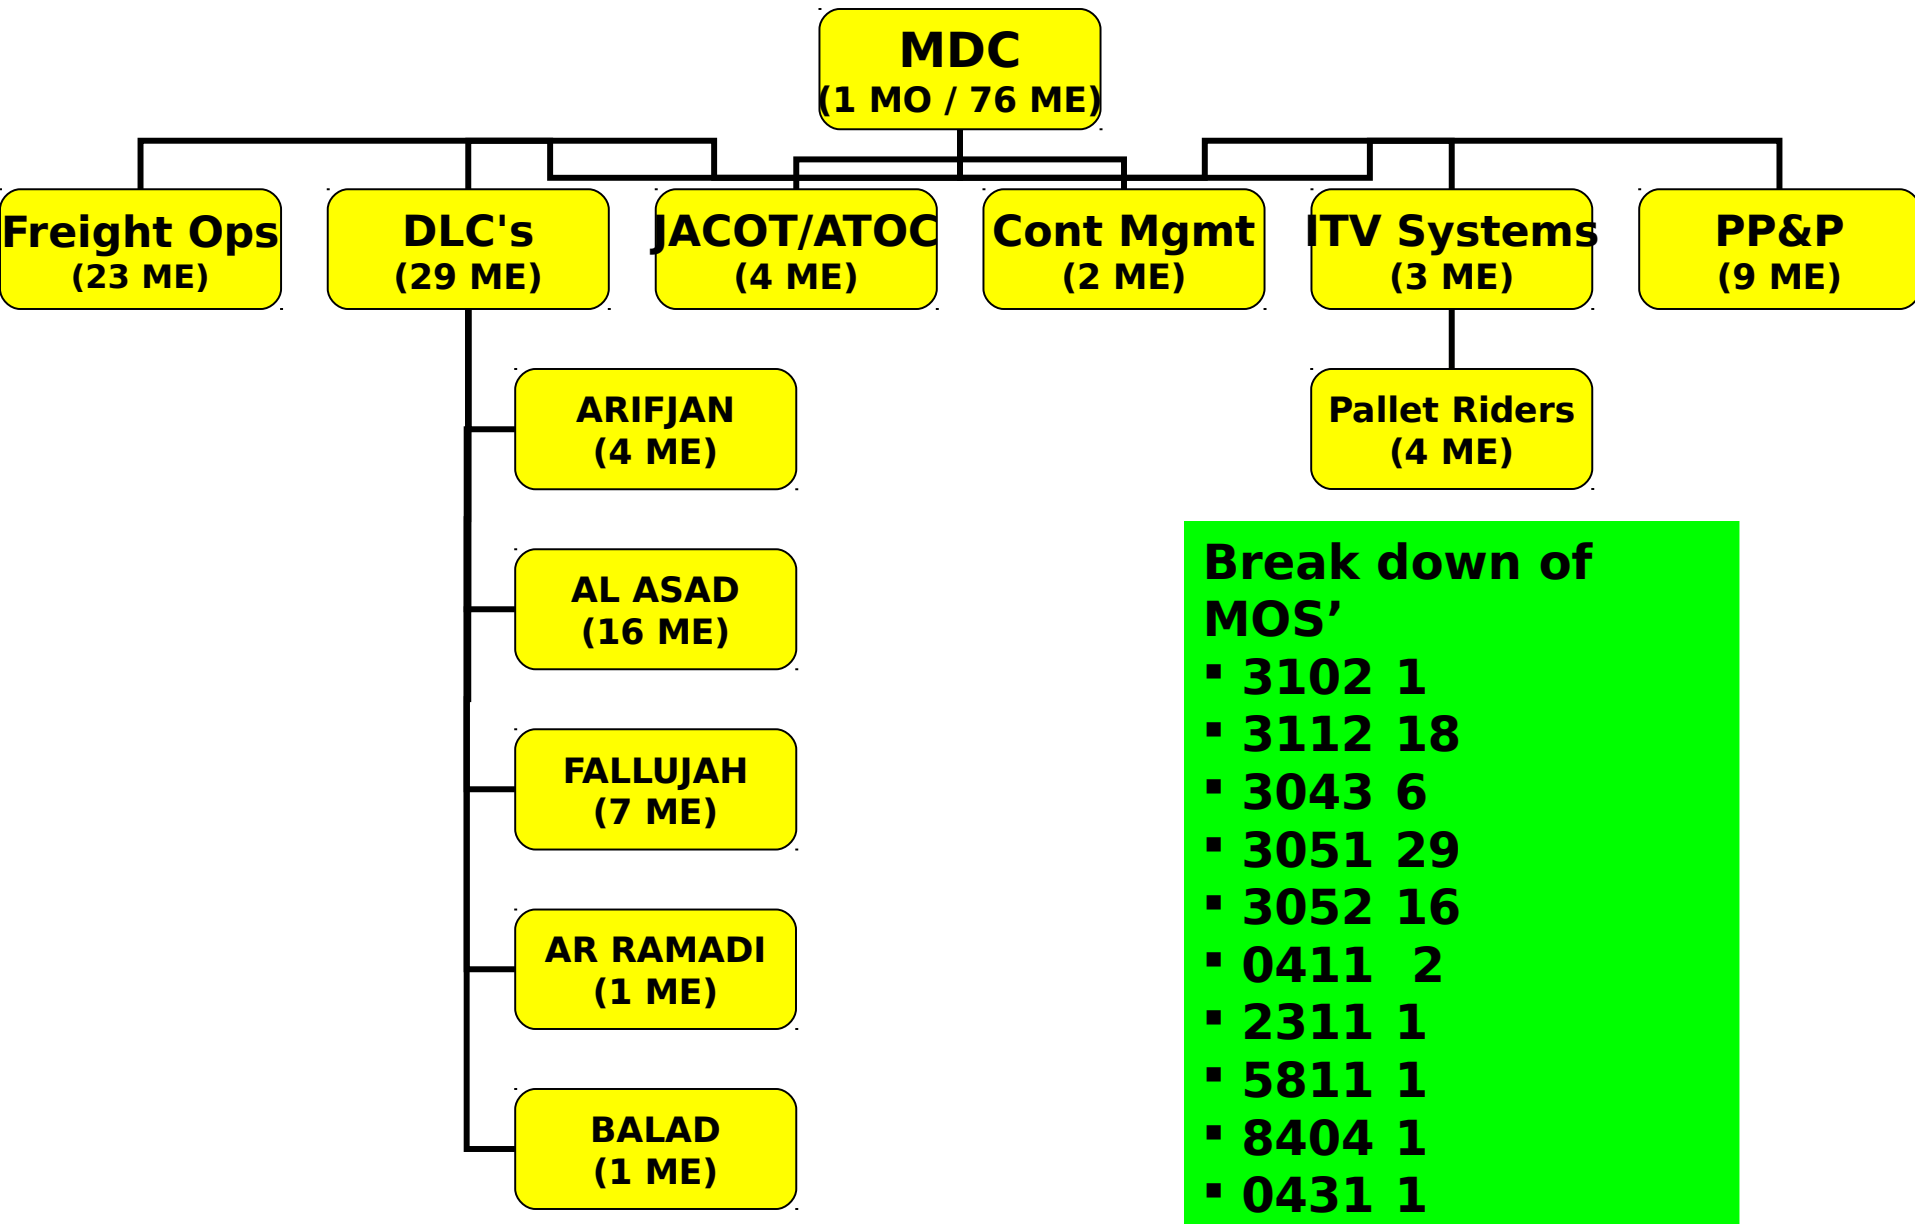 MDC
(1 MO / 76 ME)
Freight Ops
(23 ME)
DLC's
(29 ME)
JACOT/ATOC
(4 ME)
Cont Mgmt
(2 ME)
ITV Systems
(3 ME)
PP&P
(9 ME)
ARIFJAN
(4 ME)
Pallet Riders
(4 ME)
AL ASAD
(16 ME)
FALLUJAH
(7 ME)
AR RAMADI
(1 ME)
BALAD
(1 ME)
Break down of
MOS’
▪ 3102 1
▪ 3112 18
▪ 3043 6
▪ 3051 29
▪ 3052 16
▪ 0411 2
▪ 2311 1
▪ 5811 1
▪ 8404 1
▪ 0431 1